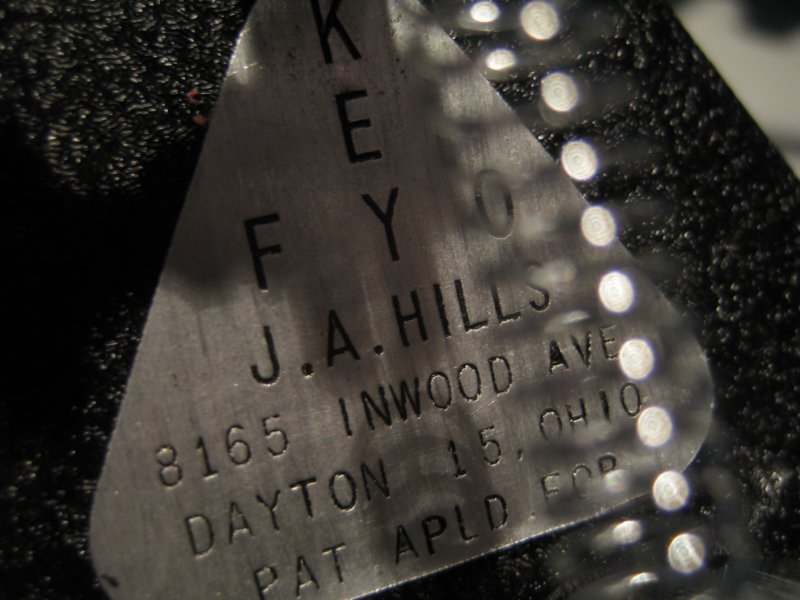 K
E
F Y O
J.A.HILLS
8165 INWOOD AVE
DAYTON 15, OHIO
PAT APLD FOR